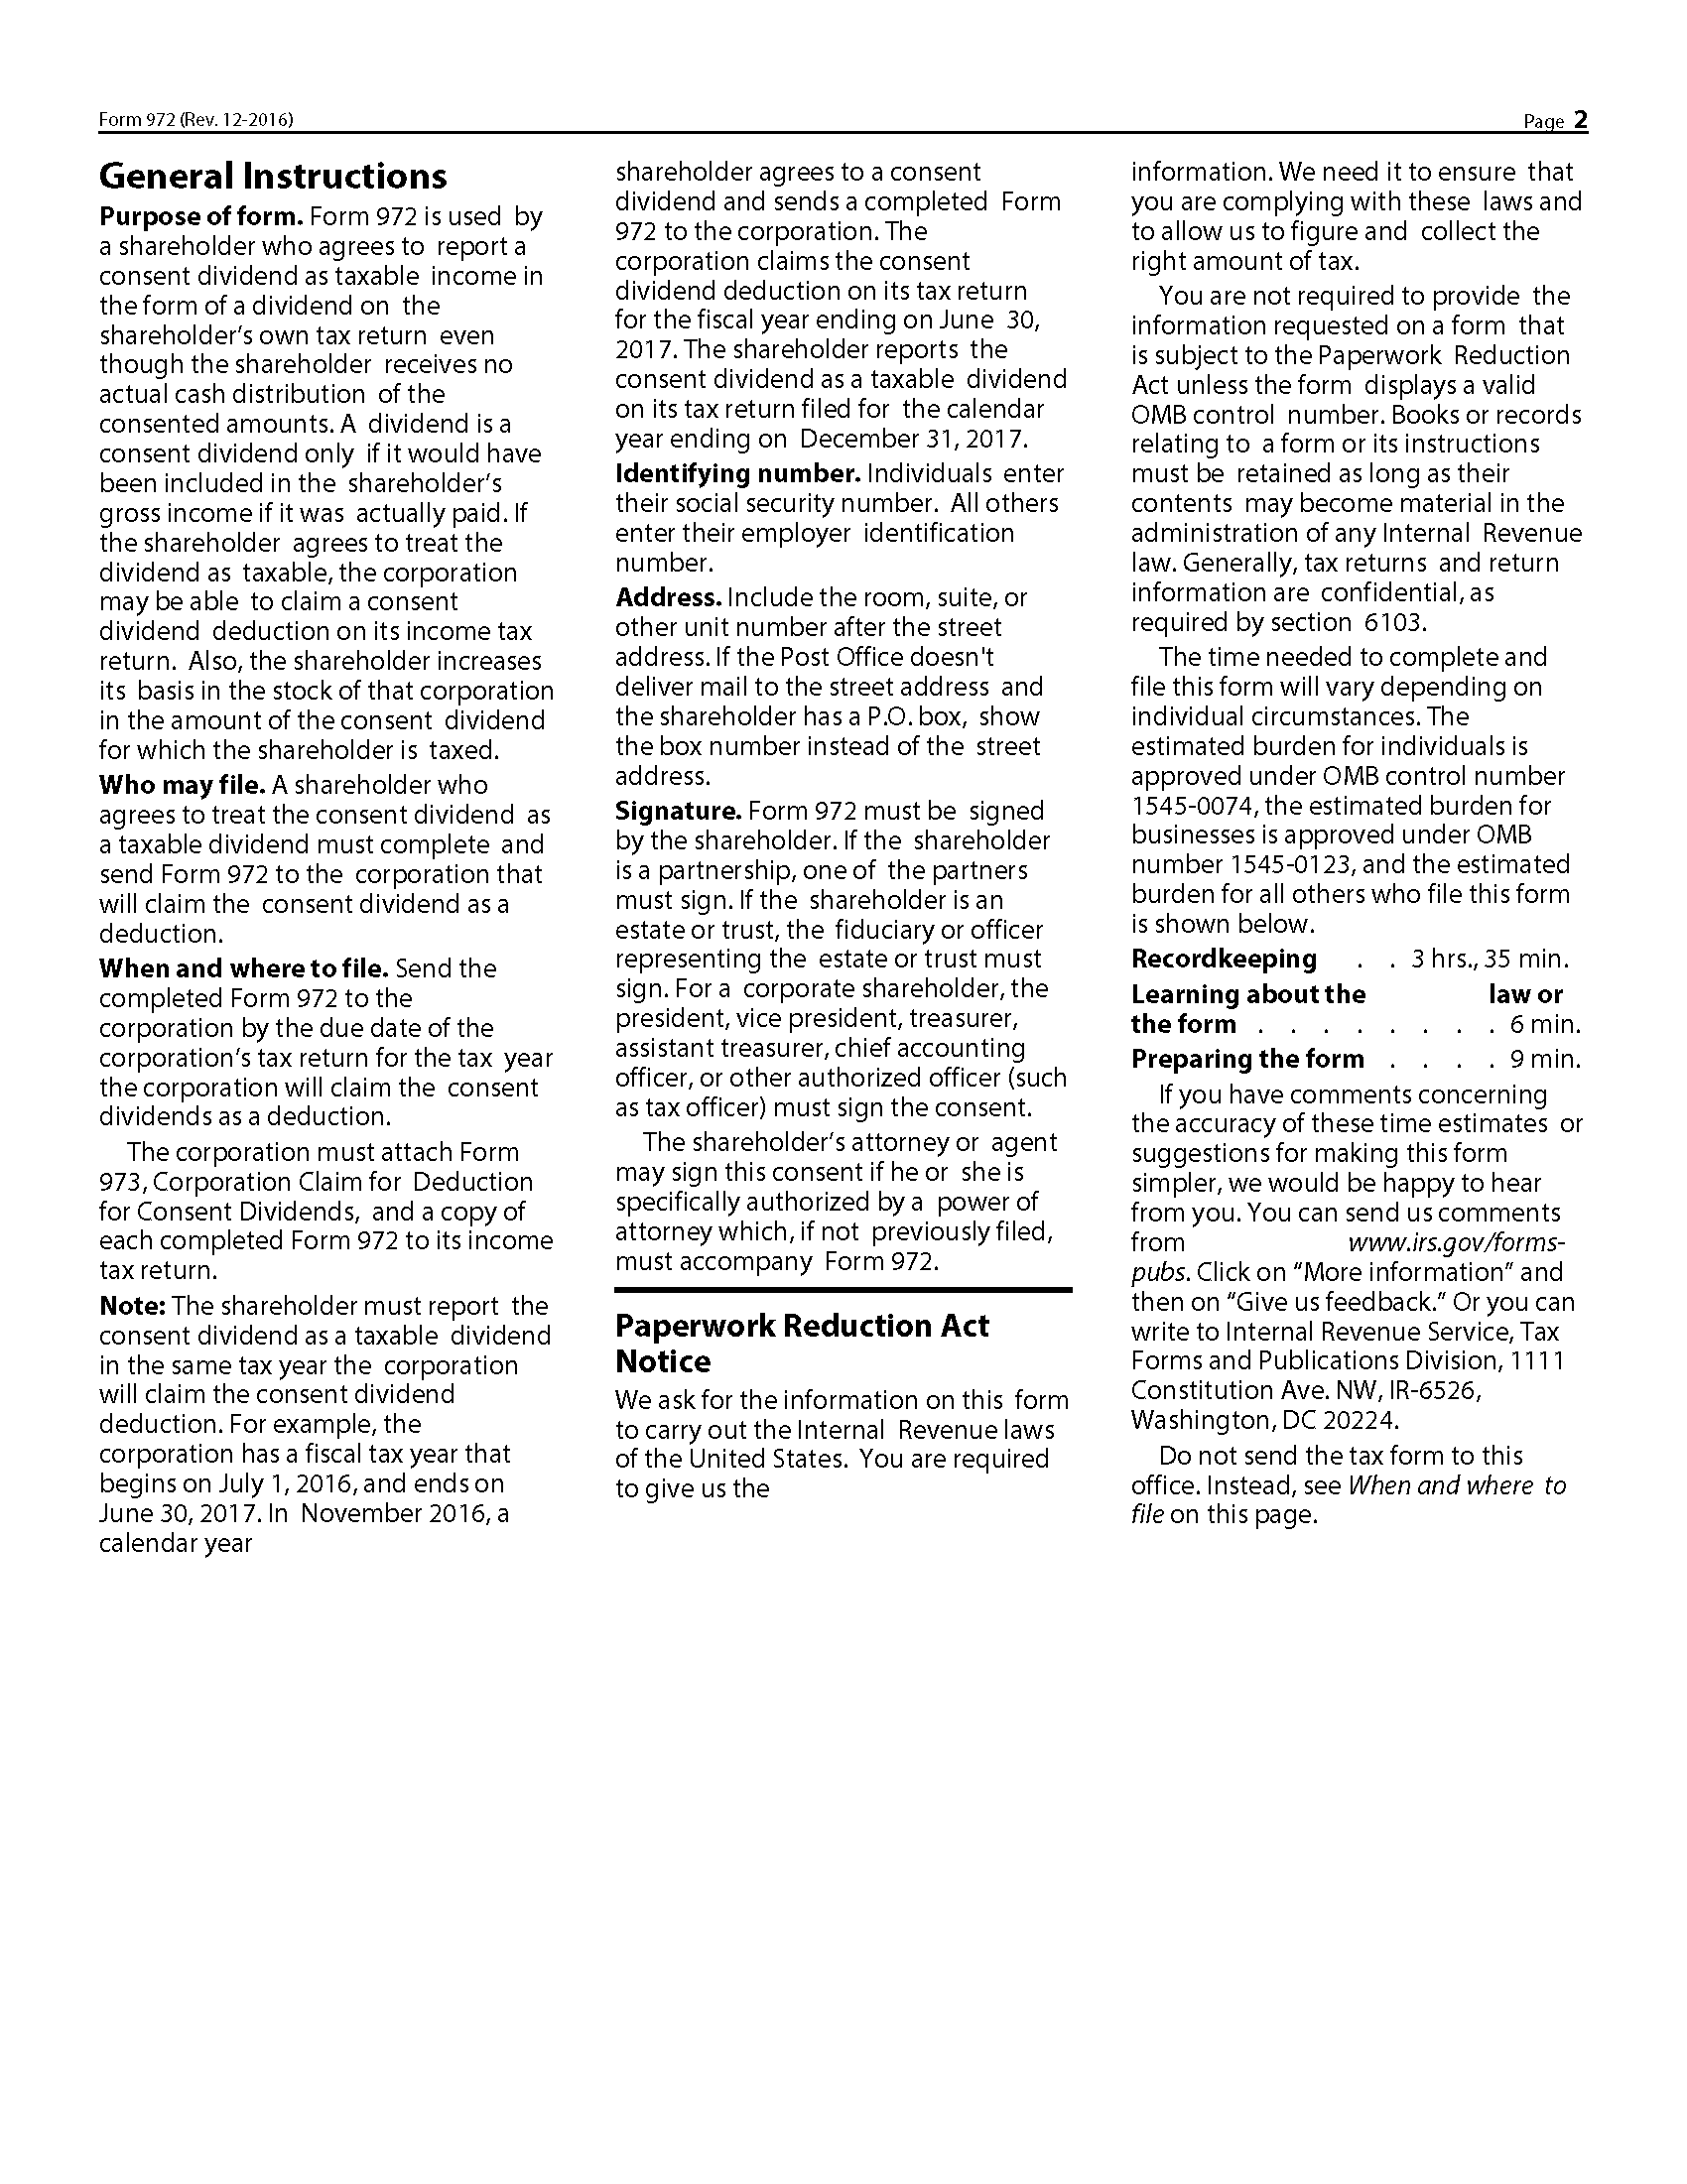 Form 972 (Rev. 12-2016)
Page 2
General Instructions
Purpose of form. Form 972 is used by
a shareholder who agrees to report a
consent dividend as taxable income in
the form of a dividend on the
shareholder’s own tax return even
though the shareholder receives no
actual cash distribution of the
consented amounts. A dividend is a
consent dividend only if it would have
been included in the shareholder’s
gross income if it was actually paid. If
the shareholder agrees to treat the
dividend as taxable, the corporation
may be able to claim a consent
dividend deduction on its income tax
return. Also, the shareholder increases
its basis in the stock of that corporation
in the amount of the consent dividend
for which the shareholder is taxed.
Who may file. A shareholder who
agrees to treat the consent dividend as
a taxable dividend must complete and
send Form 972 to the corporation that
will claim the consent dividend as a
deduction.
When and where to file. Send the
completed Form 972 to the
corporation by the due date of the
corporation’s tax return for the tax year
the corporation will claim the consent
dividends as a deduction.
The corporation must attach Form
973, Corporation Claim for Deduction
for Consent Dividends, and a copy of
each completed Form 972 to its income
tax return.
Note: The shareholder must report the
consent dividend as a taxable dividend
in the same tax year the corporation
will claim the consent dividend
deduction. For example, the
corporation has a fiscal tax year that
begins on July 1, 2016, and ends on
June 30, 2017. In November 2016, a
calendar year
shareholder agrees to a consent
dividend and sends a completed Form
972 to the corporation. The
corporation claims the consent
dividend deduction on its tax return
for the fiscal year ending on June 30,
2017. The shareholder reports the
consent dividend as a taxable dividend
on its tax return filed for the calendar
year ending on December 31, 2017.
Identifying number. Individuals enter
their social security number. All others
enter their employer identification
number.
Address. Include the room, suite, or
other unit number after the street
address. If the Post Office doesn't
deliver mail to the street address and
the shareholder has a P.O. box, show
the box number instead of the street
address.
Signature. Form 972 must be signed
by the shareholder. If the shareholder
is a partnership, one of the partners
must sign. If the shareholder is an
estate or trust, the fiduciary or officer
representing the estate or trust must
sign. For a corporate shareholder, the
president, vice president, treasurer,
assistant treasurer, chief accounting
officer, or other authorized officer (such
as tax officer) must sign the consent.
The shareholder’s attorney or agent
may sign this consent if he or she is
specifically authorized by a power of
attorney which, if not previously filed,
must accompany Form 972.
Paperwork Reduction Act
Notice
We ask for the information on this form
to carry out the Internal Revenue laws
of the United States. You are required
to give us the
information. We need it to ensure that
you are complying with these laws and
to allow us to figure and collect the
right amount of tax.
You are not required to provide the
information requested on a form that
is subject to the Paperwork Reduction
Act unless the form displays a valid
OMB control number. Books or records
relating to a form or its instructions
must be retained as long as their
contents may become material in the
administration of any Internal Revenue
law. Generally, tax returns and return
information are confidential, as
required by section 6103.
The time needed to complete and
file this form will vary depending on
individual circumstances. The
estimated burden for individuals is
approved under OMB control number
1545-0074, the estimated burden for
businesses is approved under OMB
number 1545-0123, and the estimated
burden for all others who file this form
is shown below.
Recordkeeping . . 3 hrs., 35 min.
Learning about the law or
the form . . . . . . . . 6 min.
Preparing the form . . . . 9 min.
If you have comments concerning
the accuracy of these time estimates or
suggestions for making this form
simpler, we would be happy to hear
from you. You can send us comments
from www.irs.gov/forms-
pubs. Click on “More information” and
then on “Give us feedback.” Or you can
write to Internal Revenue Service, Tax
Forms and Publications Division, 1111
Constitution Ave. NW, IR-6526,
Washington, DC 20224.
Do not send the tax form to this
office. Instead, see When and where to
file on this page.